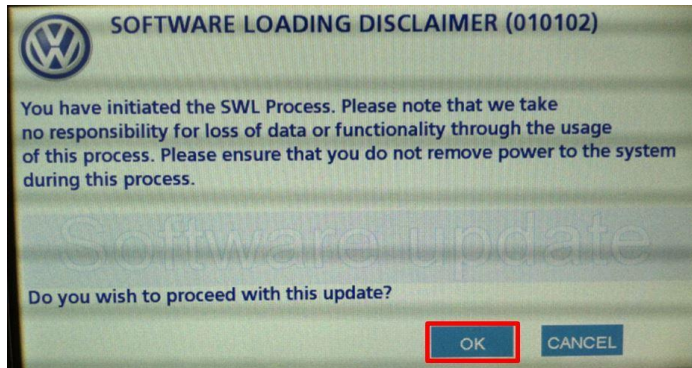 SOFTWARE LOADING DISCLAIMER (010102)
You have initiated the SWL Process. Please note that we take
no responsibility for loss of data or functionality through the usage
of this process. Please ensure that you do not remove power to the system
during this process.
Software update
Do you wish to proceed with this update?
OK
CANCEL